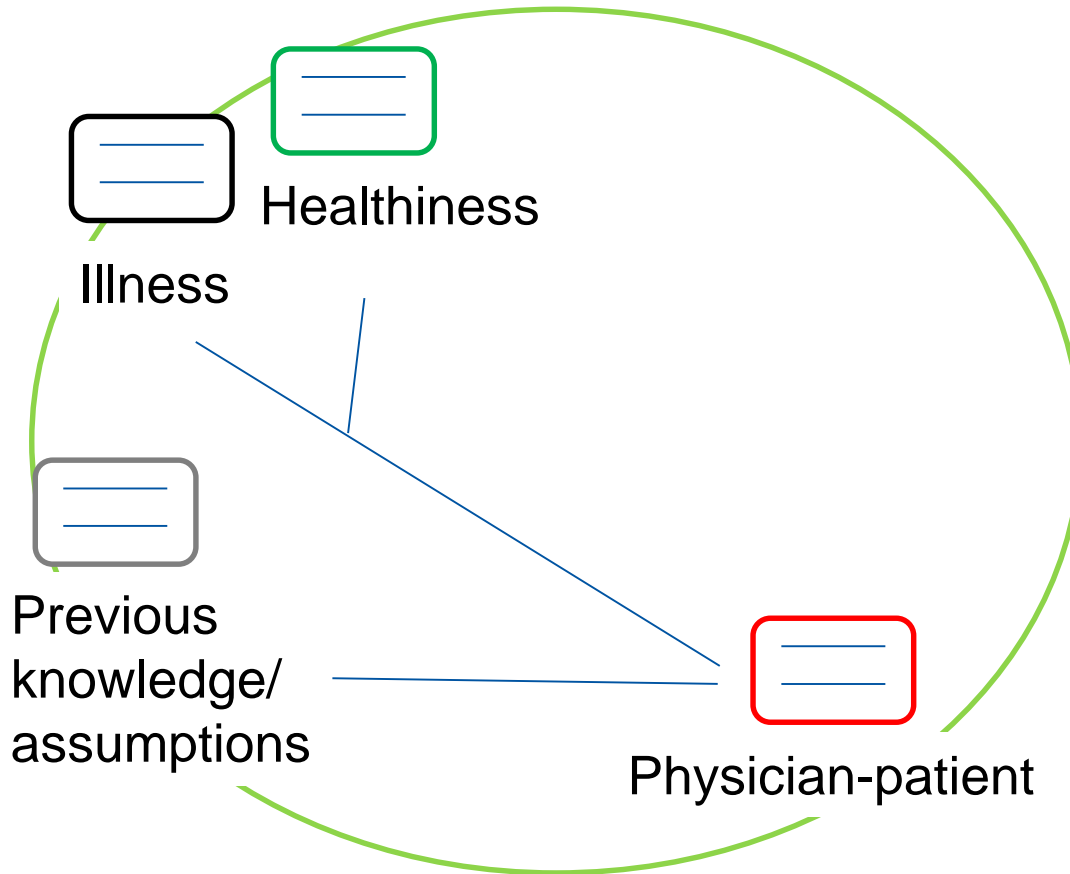 Healthiness
Illness
Previous
knowledge/
assumptions
Physician-patient